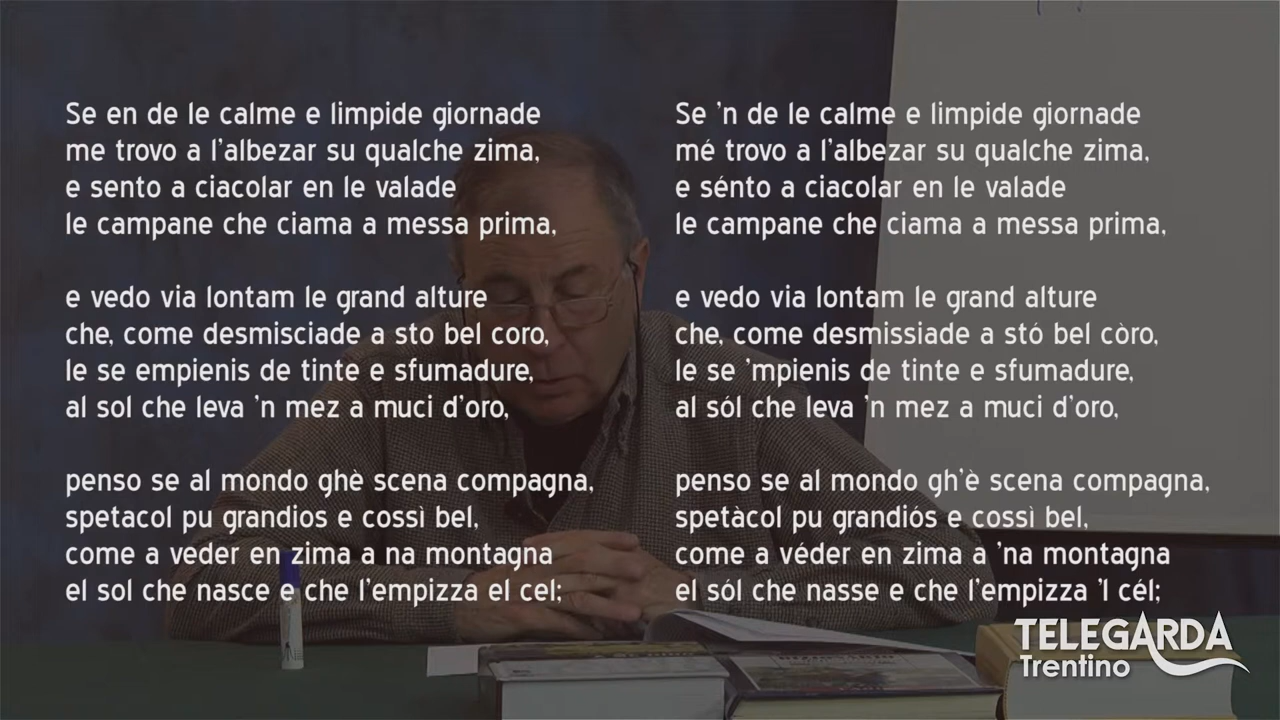 Se en de le calme e limpide giornade
me trovo a l'albezar su qualche zima,
e sento a ciacolar en le valade
le campane che ciama a messa prima,
e vedo via lontam le grand alture
che, come desmisciade a sto bel coro,
le se empienis de tinte e sfumadure,
al sol che leva 'n mez a muci d'oro,
penso se al mondo ghè scena compagna,
spetacol pu grandios e cossì bel,
come a veder en zima a na montagna
el sol che nasce e che l'empizza el cel;
Se 'n de le calme e limpide giornade
mé trovo a l'albezar su qualche zima,
e sénto a ciacolar en le valade
le campane che ciama a messa prima,
e vedo via lontam le grand alture
che, come desmissiade a stó bel còro,
le se 'mpienis de tinte e sfumadure,
al sól che leva 'n mez a muci d'oro,
penso se al mondo gh'è scena compagna,
spetàcol pu grandiós e cossì bel,
come a véder en zima a 'na montagna
el sól che nasse e che l'empizza 'l cél;
TELEGARDA
Trentino